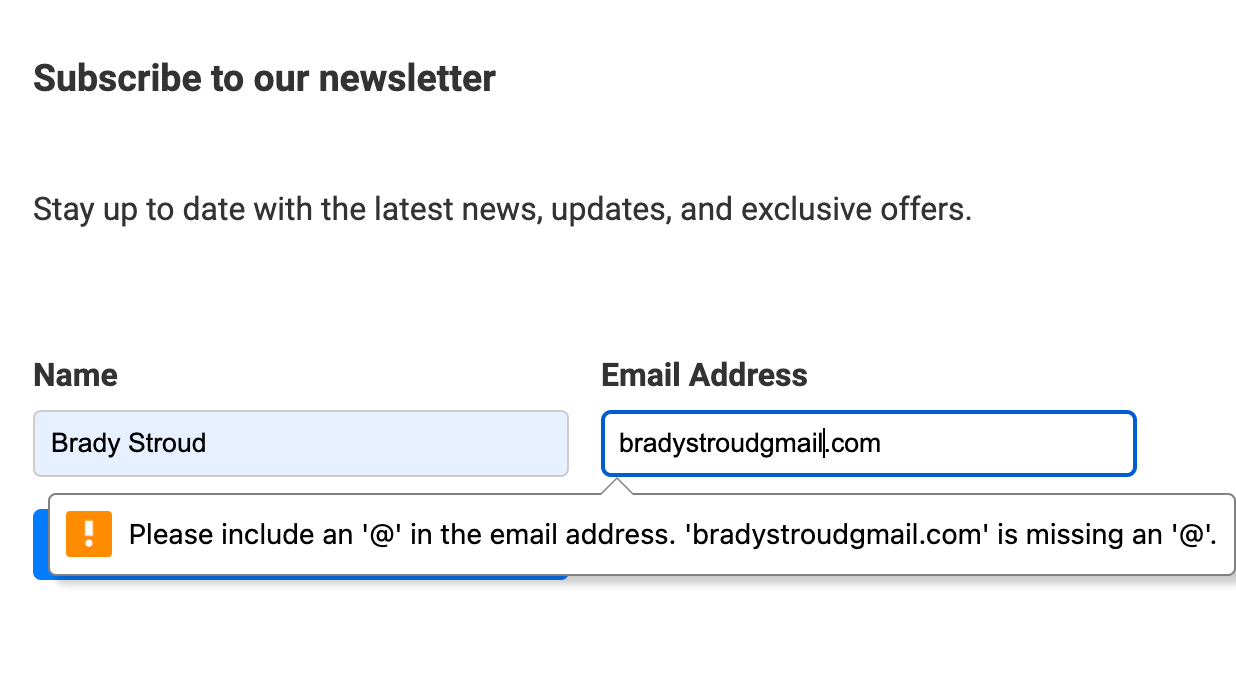 Subscribe to our newsletter
Stay up to date with the latest news, updates, and exclusive offers.
Name
Email Address
Brady Stroud
bradystroudgmail.com
Please include an '@' in the email address. 'bradystroudgmail.com' is missing an '@'.